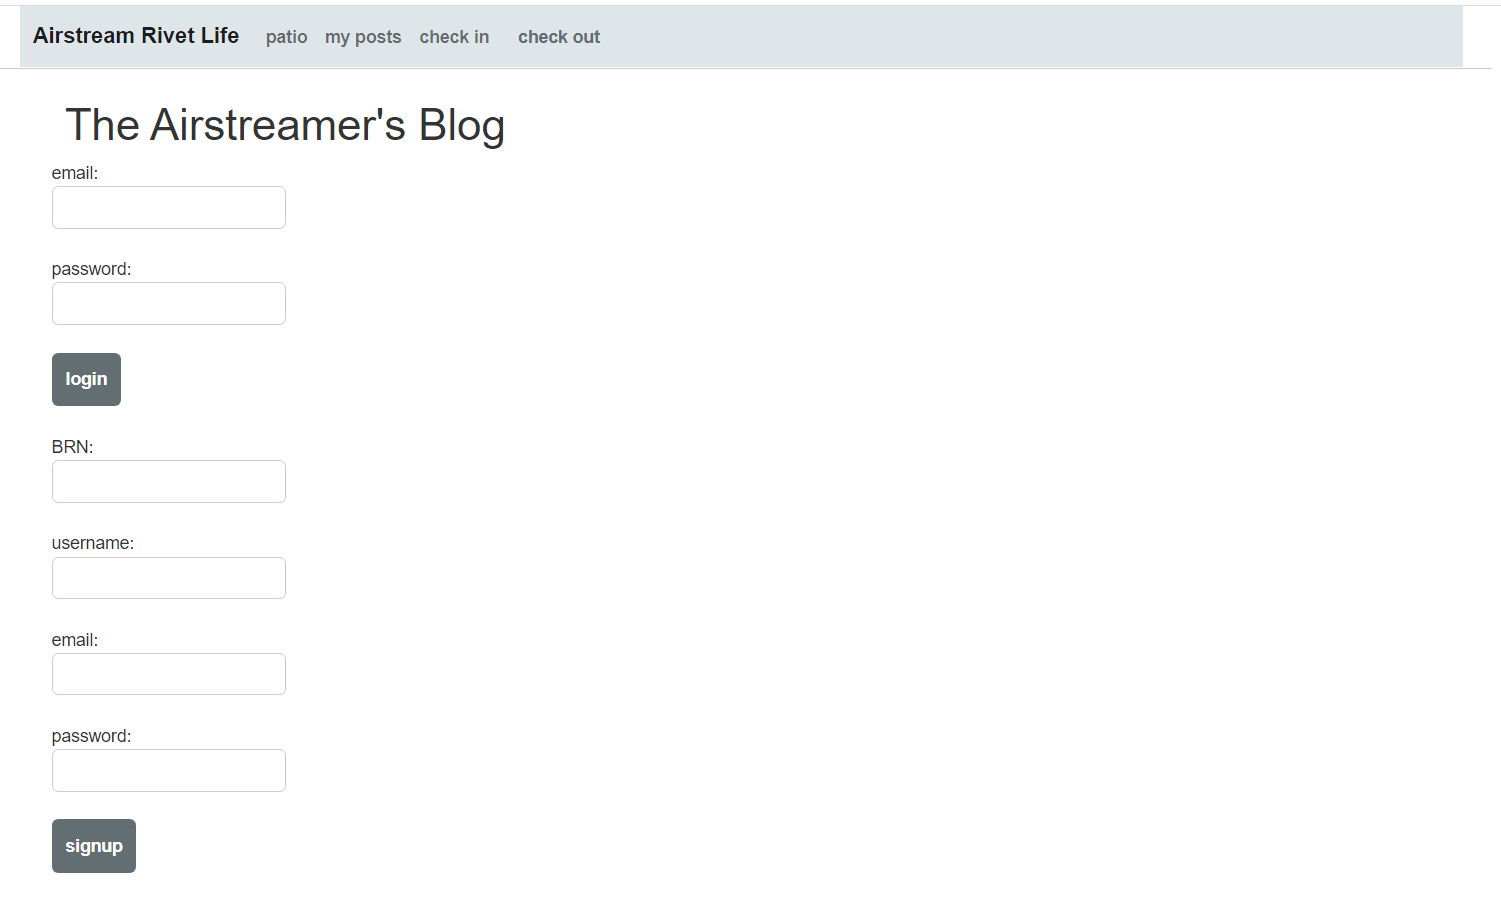 Airstream Rivet Life patio my posts check in check out
The Airstreamer's Blog
email:
password:
login
BRN:
username:
email:
password:
signup